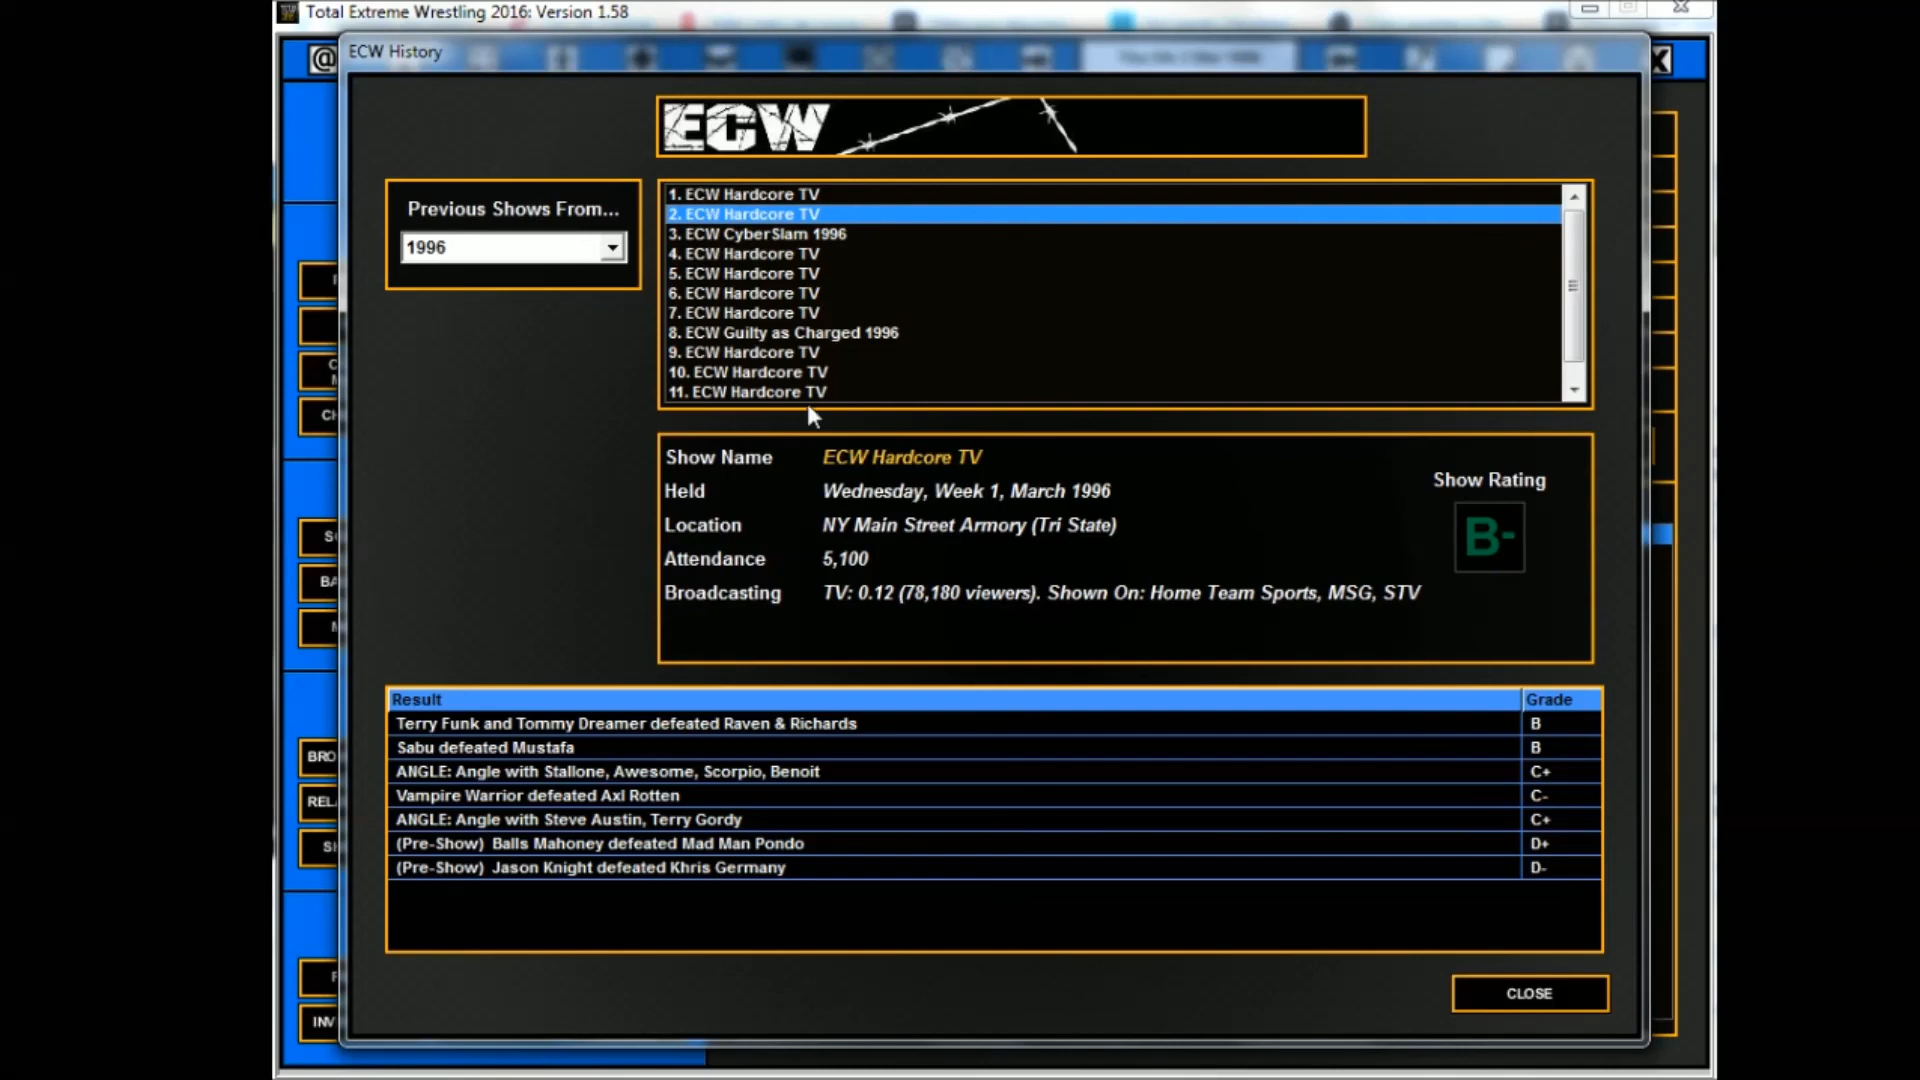 Total Extreme Wrestling 2016: Version 1.58
ECW History
@
X
ECW
Previous Shows From...
1996
1. ECW Hardcore TV
2. ECW Hardcore TV
3. ECW CyberSlam 1996
4. ECW Hardcore TV
5. ECW Hardcore TV
6. ECW Hardcore TV
7. ECW Hardcore TV
8. ECW Guilty as Charged 1996
9. ECW Hardcore TV
10. ECW Hardcore TV
11. ECW Hardcore TV
Show Name ECW Hardcore TV
Held Wednesday, Week 1, March 1996
Location NY Main Street Armory (Tri State)
Attendance 5,100
Broadcasting TV: 0.12 (78,180 viewers). Shown On: Home Team Sports, MSG, STV
Show Rating
B-
Result Grade
Terry Funk and Tommy Dreamer defeated Raven & Richards B
Sabu defeated Mustafa B
ANGLE: Angle with Stallone, Awesome, Scorpio, Benoit C+
Vampire Warrior defeated Axl Rotten C-
ANGLE: Angle with Steve Austin, Terry Gordy C+
(Pre-Show) Balls Mahoney defeated Mad Man Pondo D+
(Pre-Show) Jason Knight defeated Khris Germany D-
BRO
REL
INV
CLOSE